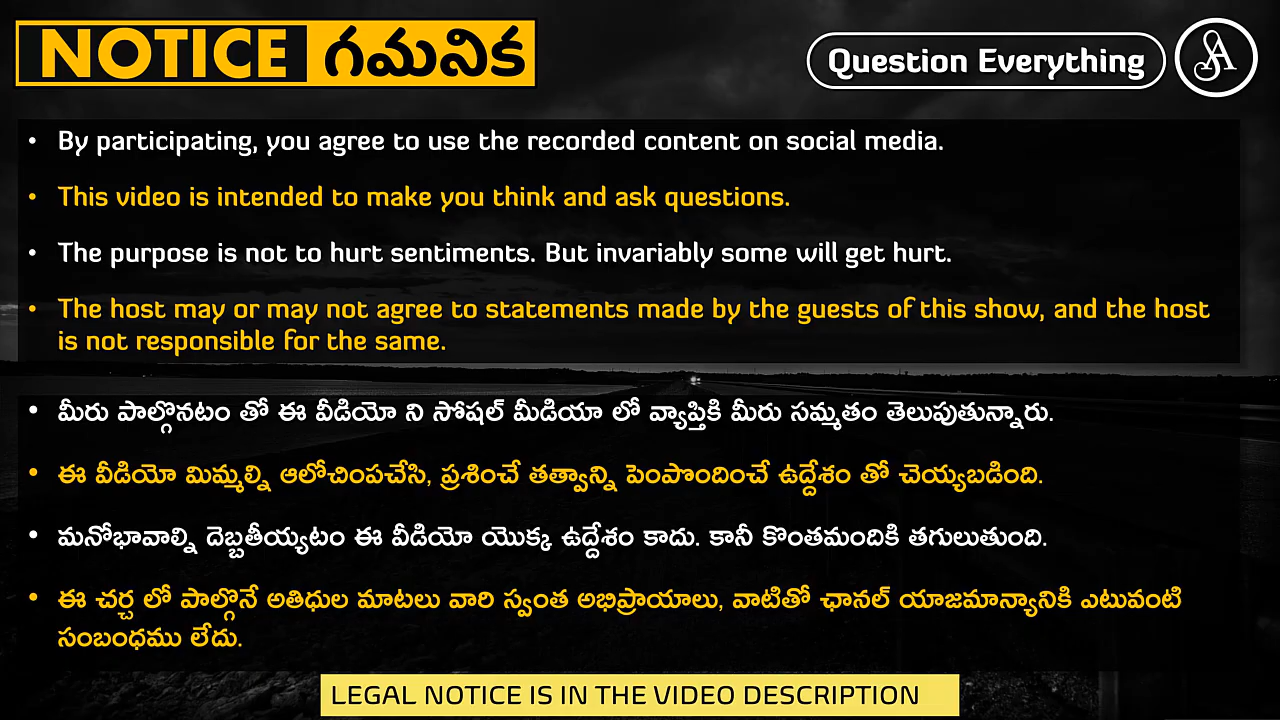 NOTICE గమనిక
Question Everything
• By participating, you agree to use the recorded content on social media.
• This video is intended to make you think and ask questions.
• The purpose is not to hurt sentiments. But invariably some will get hurt.
• The host may or may not agree to statements made by the guests of this show, and the host
is not responsible for the same.
• మీరు పాల్గొనటం తో ఈ వీడియో ని సోషల్ మీడియా లో వ్యాప్తికి మీరు సమ్మతం తెలుపుతున్నారు.
• ఈ వీడియో మిమ్మల్ని ఆలోచింపచేసి, ప్రశించే తత్వాన్ని పెంపొందించే ఉద్దేశం తో చెయ్యబడింది.
• మనోభావాల్ని దెబ్బతీయ్యటం ఈ వీడియో యొక్క ఉద్దేశం కాదు. కానీ కొంతమందికి తగులుతుంది.
• ఈ చర్చ లో పాల్గొనే అతిధుల మాటలు వారి స్వంత అభిప్రాయాలు, వాటితో ఛానల్ యాజమాన్యానికి ఎటువంటి
సంబంధము లేదు.
LEGAL NOTICE IS IN THE VIDEO DESCRIPTION